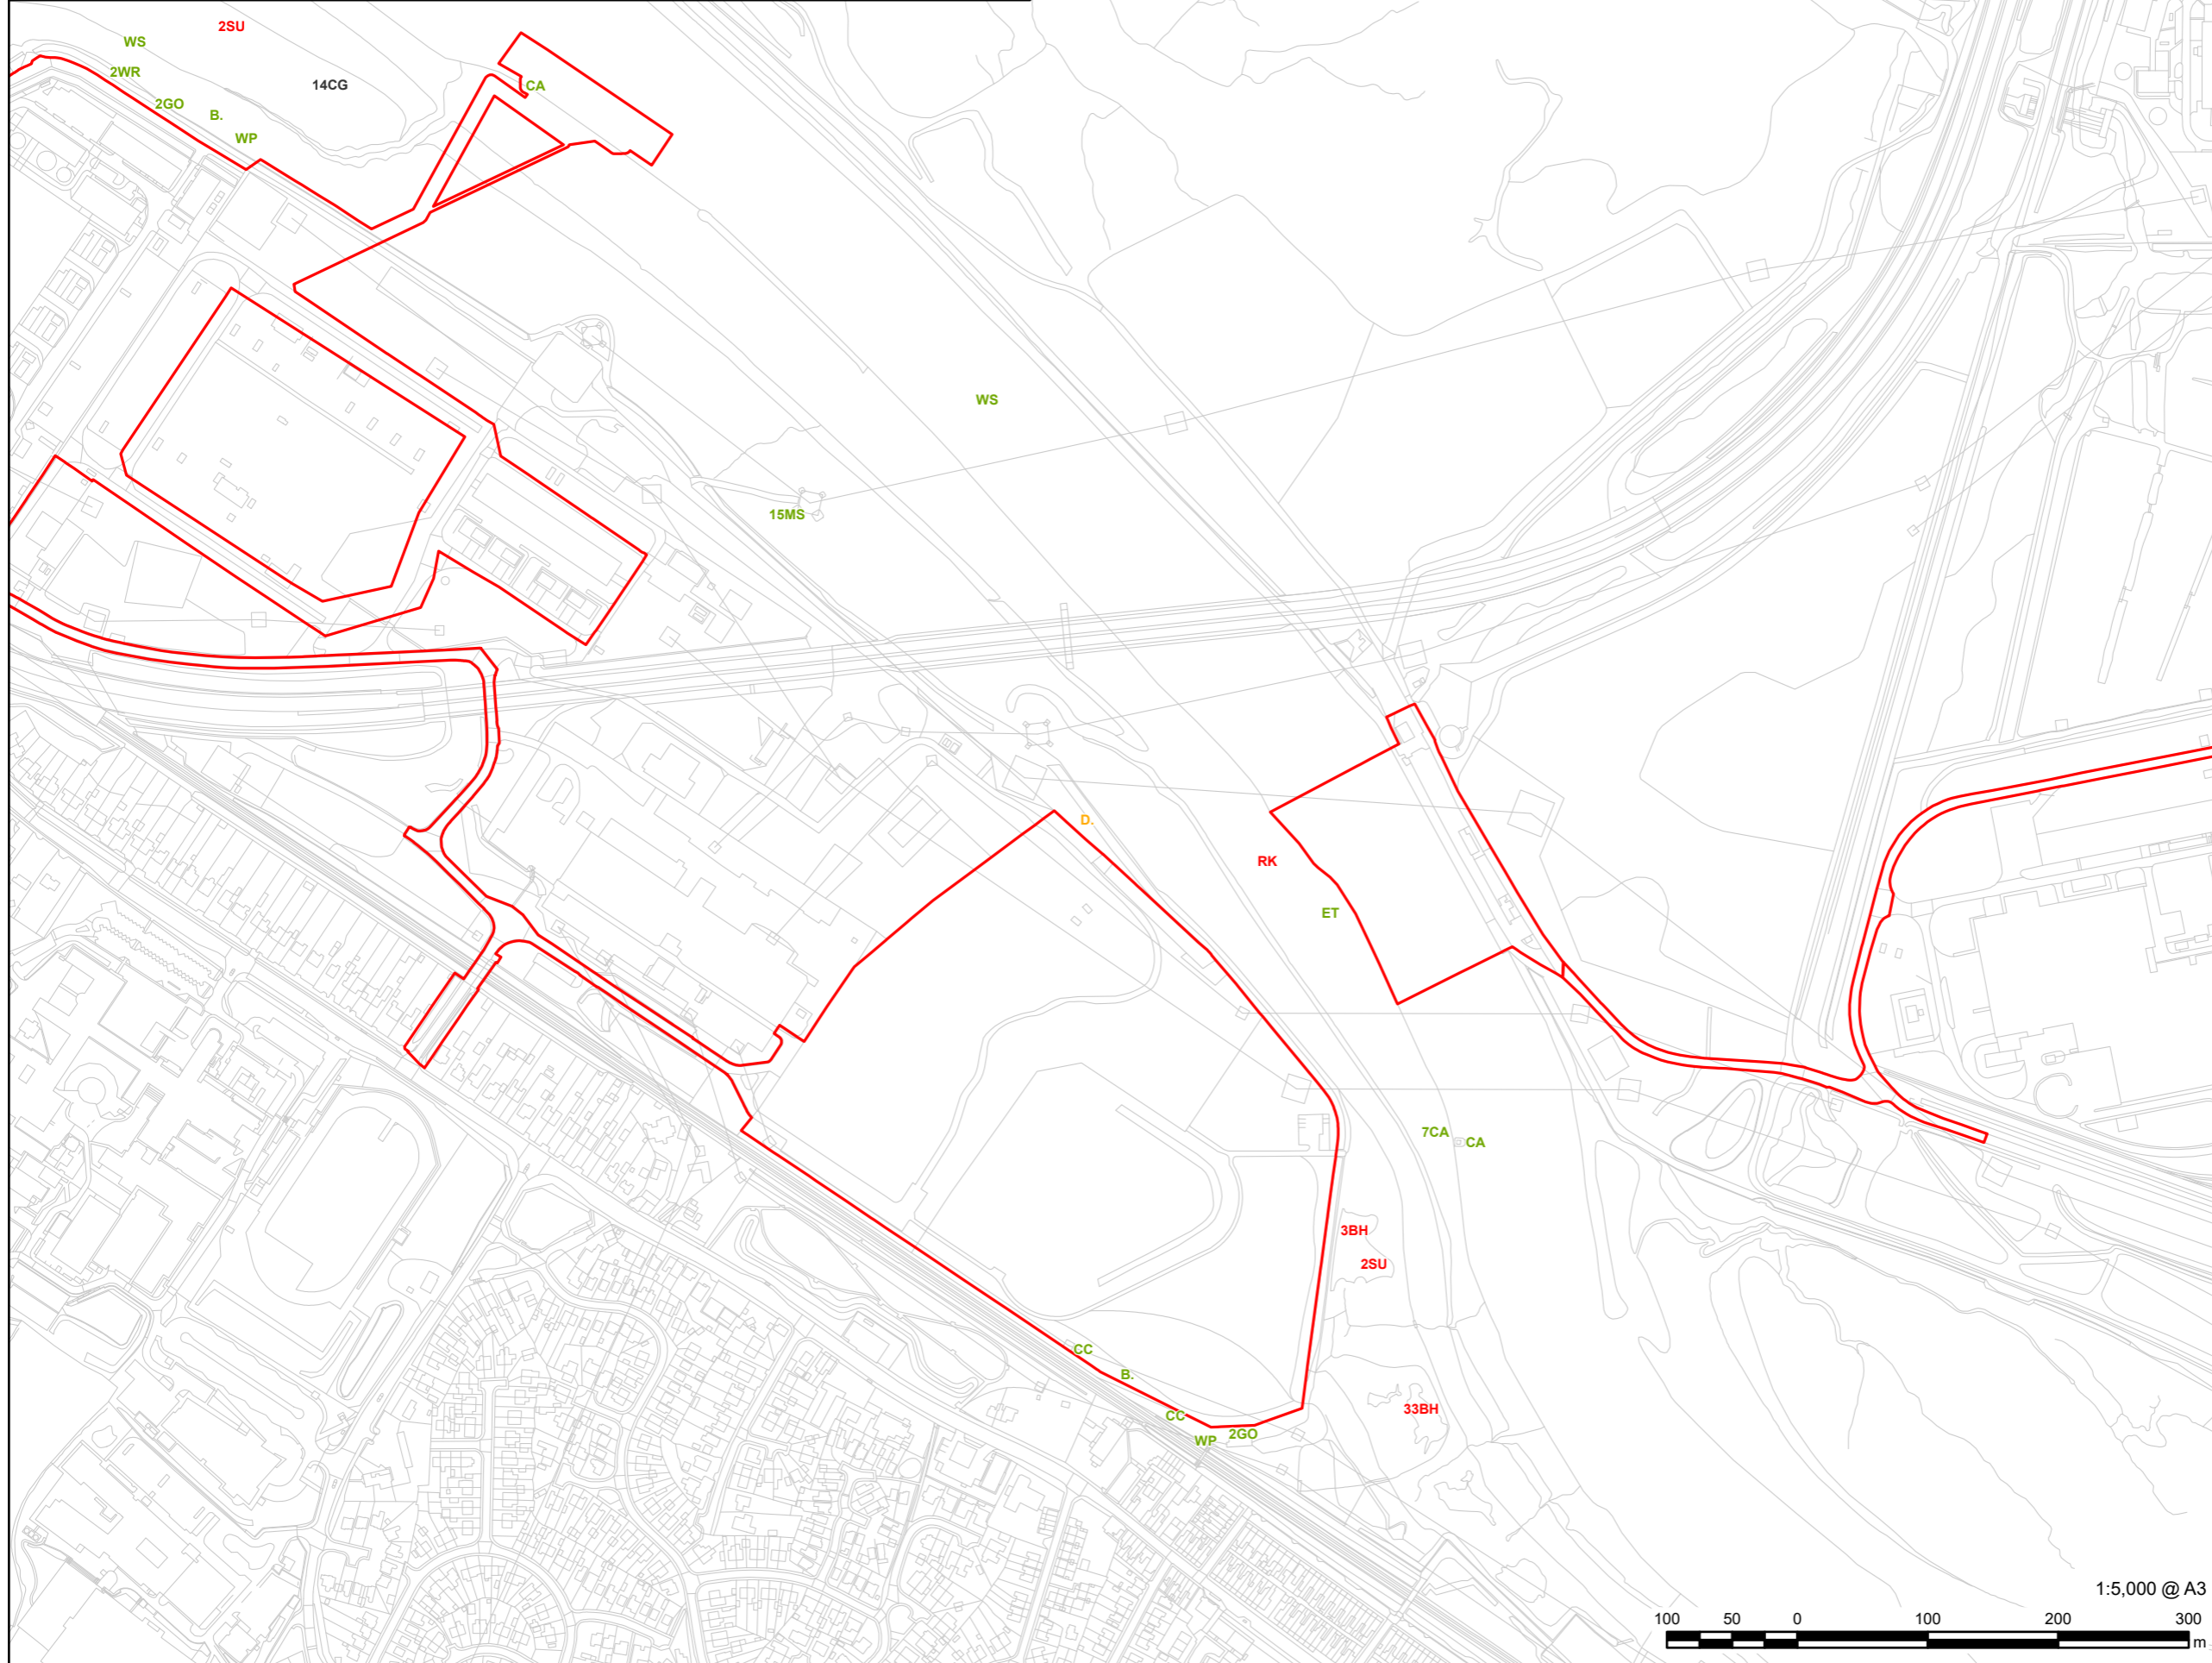 2SU
WS
2WR
14CG
CA
2GO
B.
WP
WS
15MS
D.
RK
ET
7CA
CA
3BH
2SU
CC
B.
33BH
CC
2GO
WP
1:5,000 @ A3
100 50 0 100 200 300
m